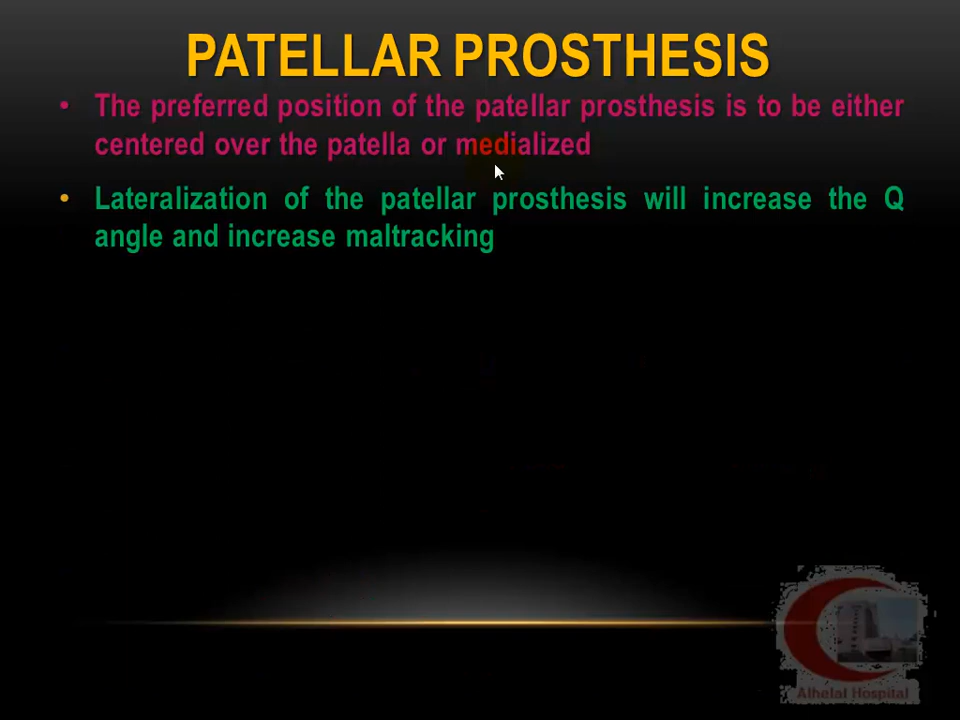 PATELLAR PROSTHESIS
• The preferred position of the patellar prosthesis is to be either
centered over the patella or medialized
• Lateralization of the patellar prosthesis will increase the Q
angle and increase maltracking
Alhelal Hospital